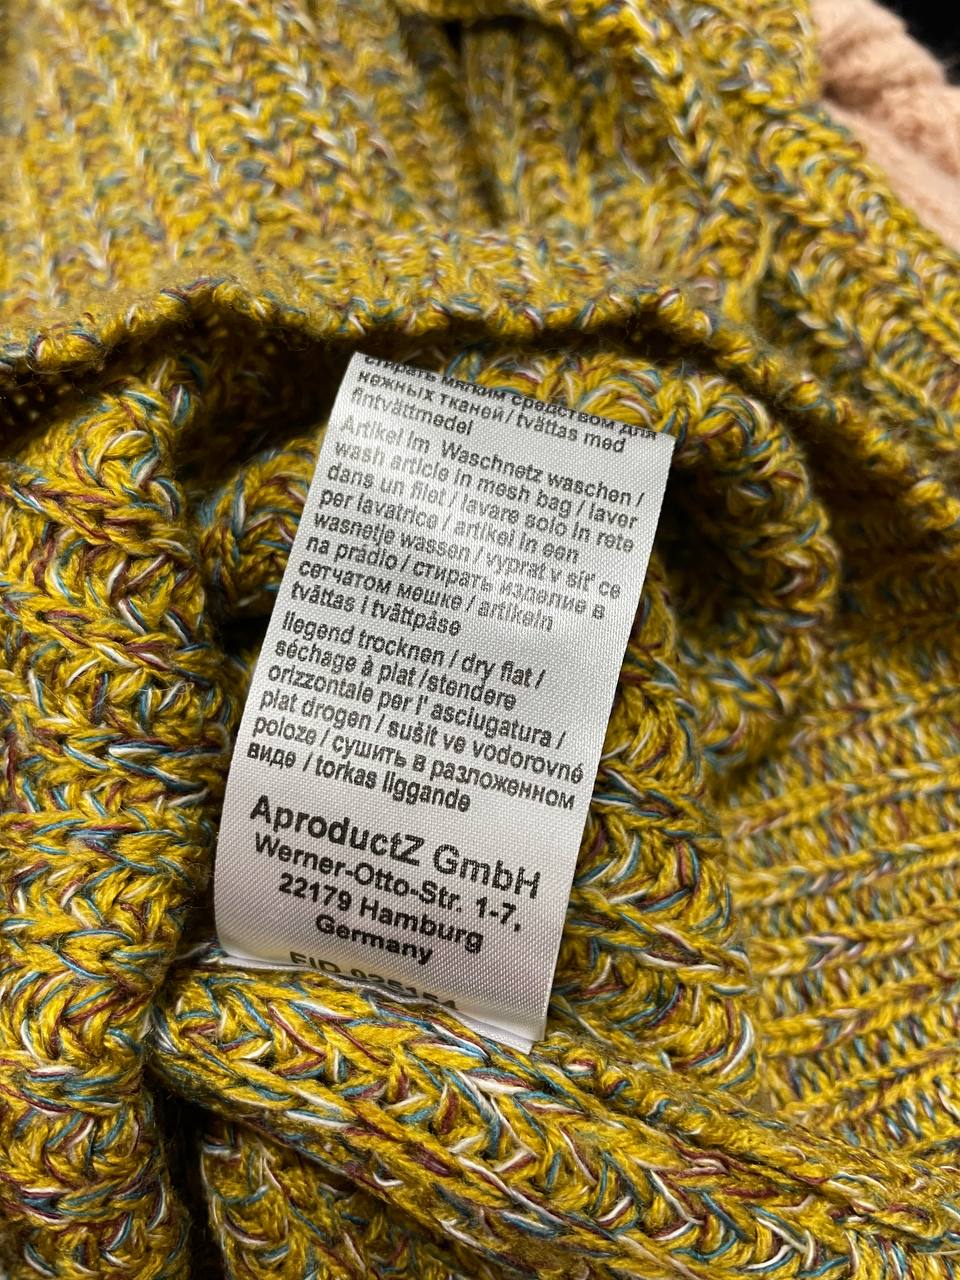 стирать мягким средством для
нежных тканей / tvättas med
fintvättmedel
Artikel im Waschnetz waschen /
wash article in mesh bag / laver
dans un filet / lavare solo in rete
per lavatrice / artikel in een
wasnetje wassen / vyprat v sít' ce
na prádio / стирать изделие в
сетчатом мешке / artikeln
tvättas i tvättpåse
liegend trocknen / dry flat /
séchage à plat / stendere
orizzontale per l' asciugatura /
plat drogen / sušit ve vodorovné
poloze / сушить в разложенном
виде / torkas liggande
AproductZ GmbH
Werner-Otto-Str. 1-7,
22179 Hamburg
Germany